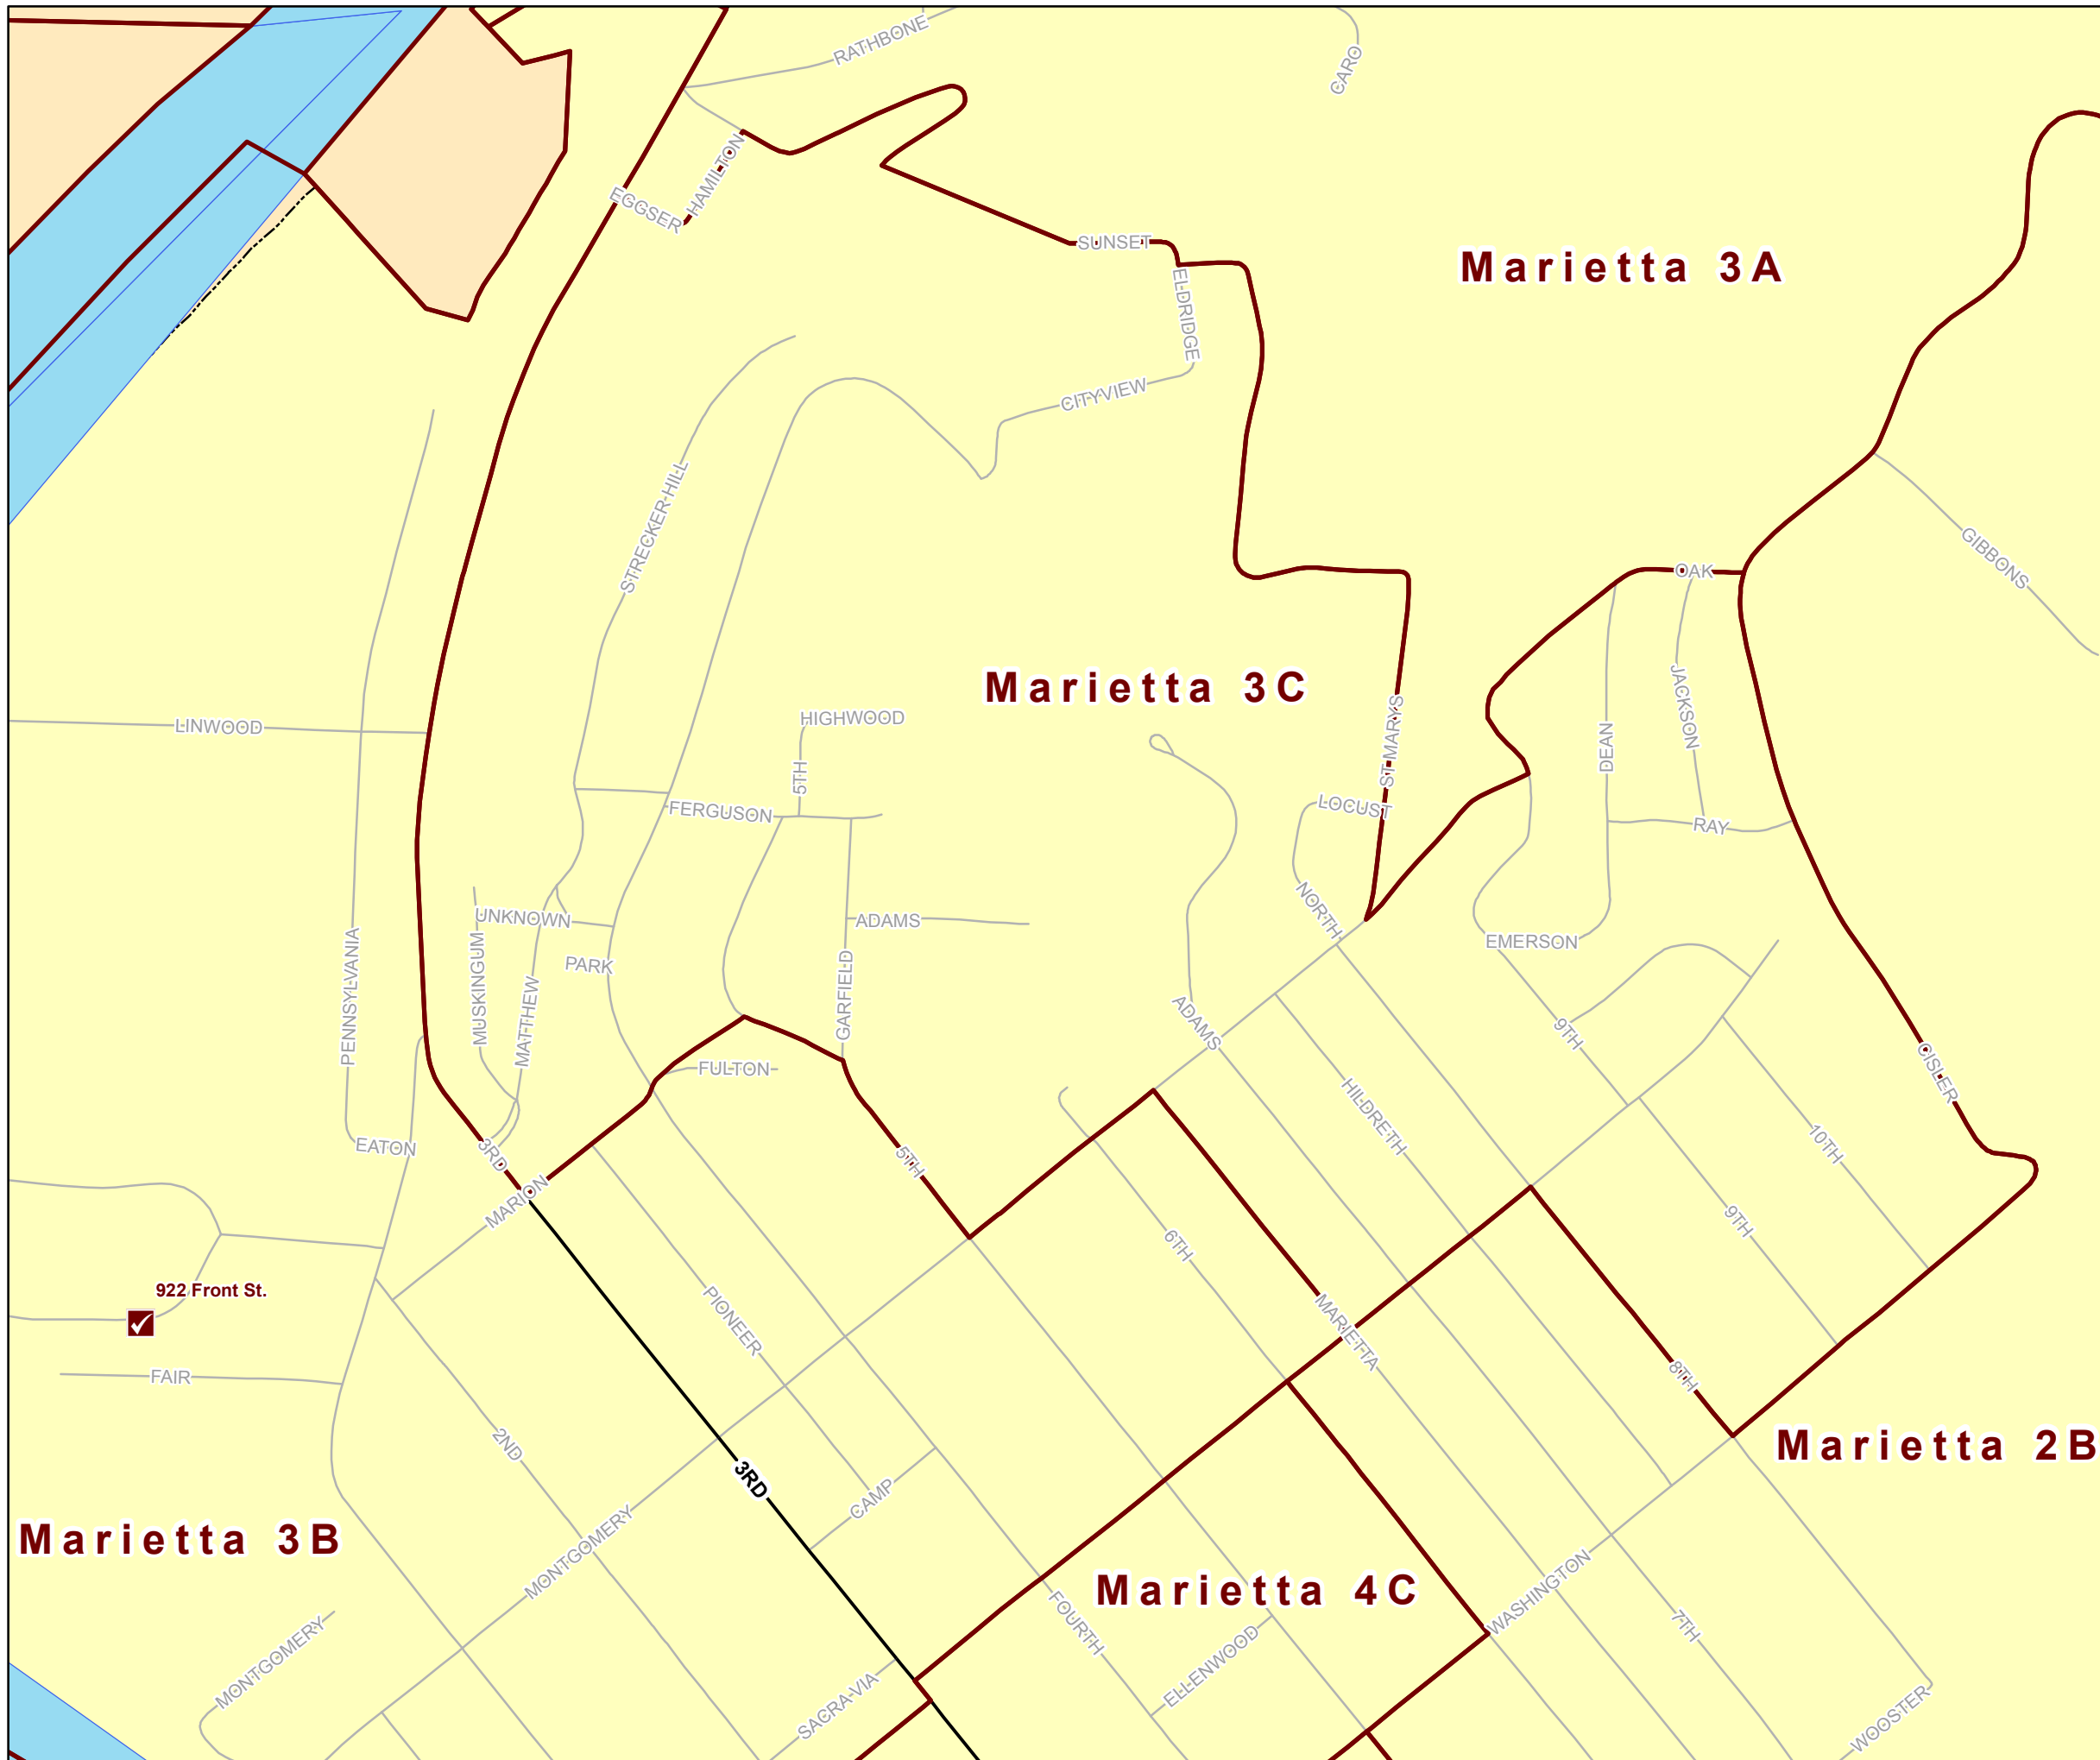 RATHBONE
CARO
HAMILTON
EGGSER
SUNSET
Marietta 3A
ELDRIDGE
CITYVIEW
STRECKER HILL
GIBBONS
OAK
Marietta 3C
JACKSON
DEAN
ST MARYS
LINWOOD
HIGHWOOD
5TH
FERGUSON
LOCUST
RAY
NORTH
UNKNOWN
ADAMS
EMERSON
PARK
PENNSYLVANIA
MUSKINGUM
MATTHEW
GARFIELD
ADAMS
9TH
CISLER
FULTON
HILDRETH
10TH
EATON
3RD
5TH
MARION
6TH
9TH
922 Front St.
PIONEER
MARIETTA
FAIR
8TH
2ND
Marietta 2B
3RD
CAMP
Marietta 3B
MONTGOMERY
Marietta 4C
WASHINGTON
FOURTH
7TH
MONTGOMERY
ELLENWOOD
SACRA-VIA
WOOSTER